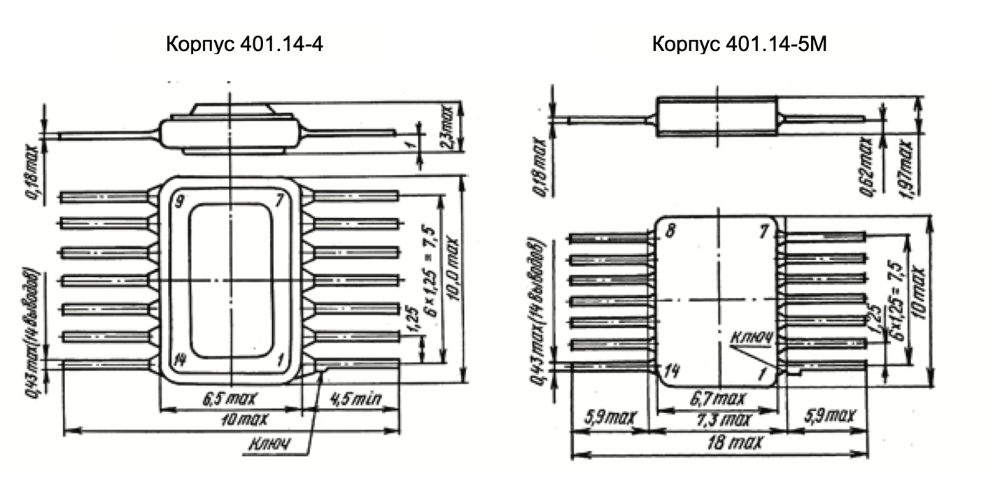 Корпус 401.14-4
0,18 max
1
2,3 max
9
7
14
1
0,43 max (14 выводов)
1,25
6×1,25 = 7,5
10,0 max
6,5 max
4,5 min
10 max
Ключ
Корпус 401.14-5М
0,18 max
0,62 max
1,97 max
8
7
Ключ
14
1
0,43 max (14 выводов)
1,25
6×1,25 = 7,5
10 max
6,7 max
5,9 max
7,3 max
5,9 max
18 max